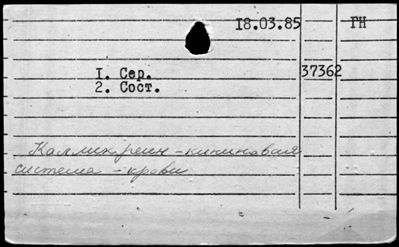 18.03.85 ГН
1. Сер. 37362
2. Сост.
Калликреин - кининовая
система - крови